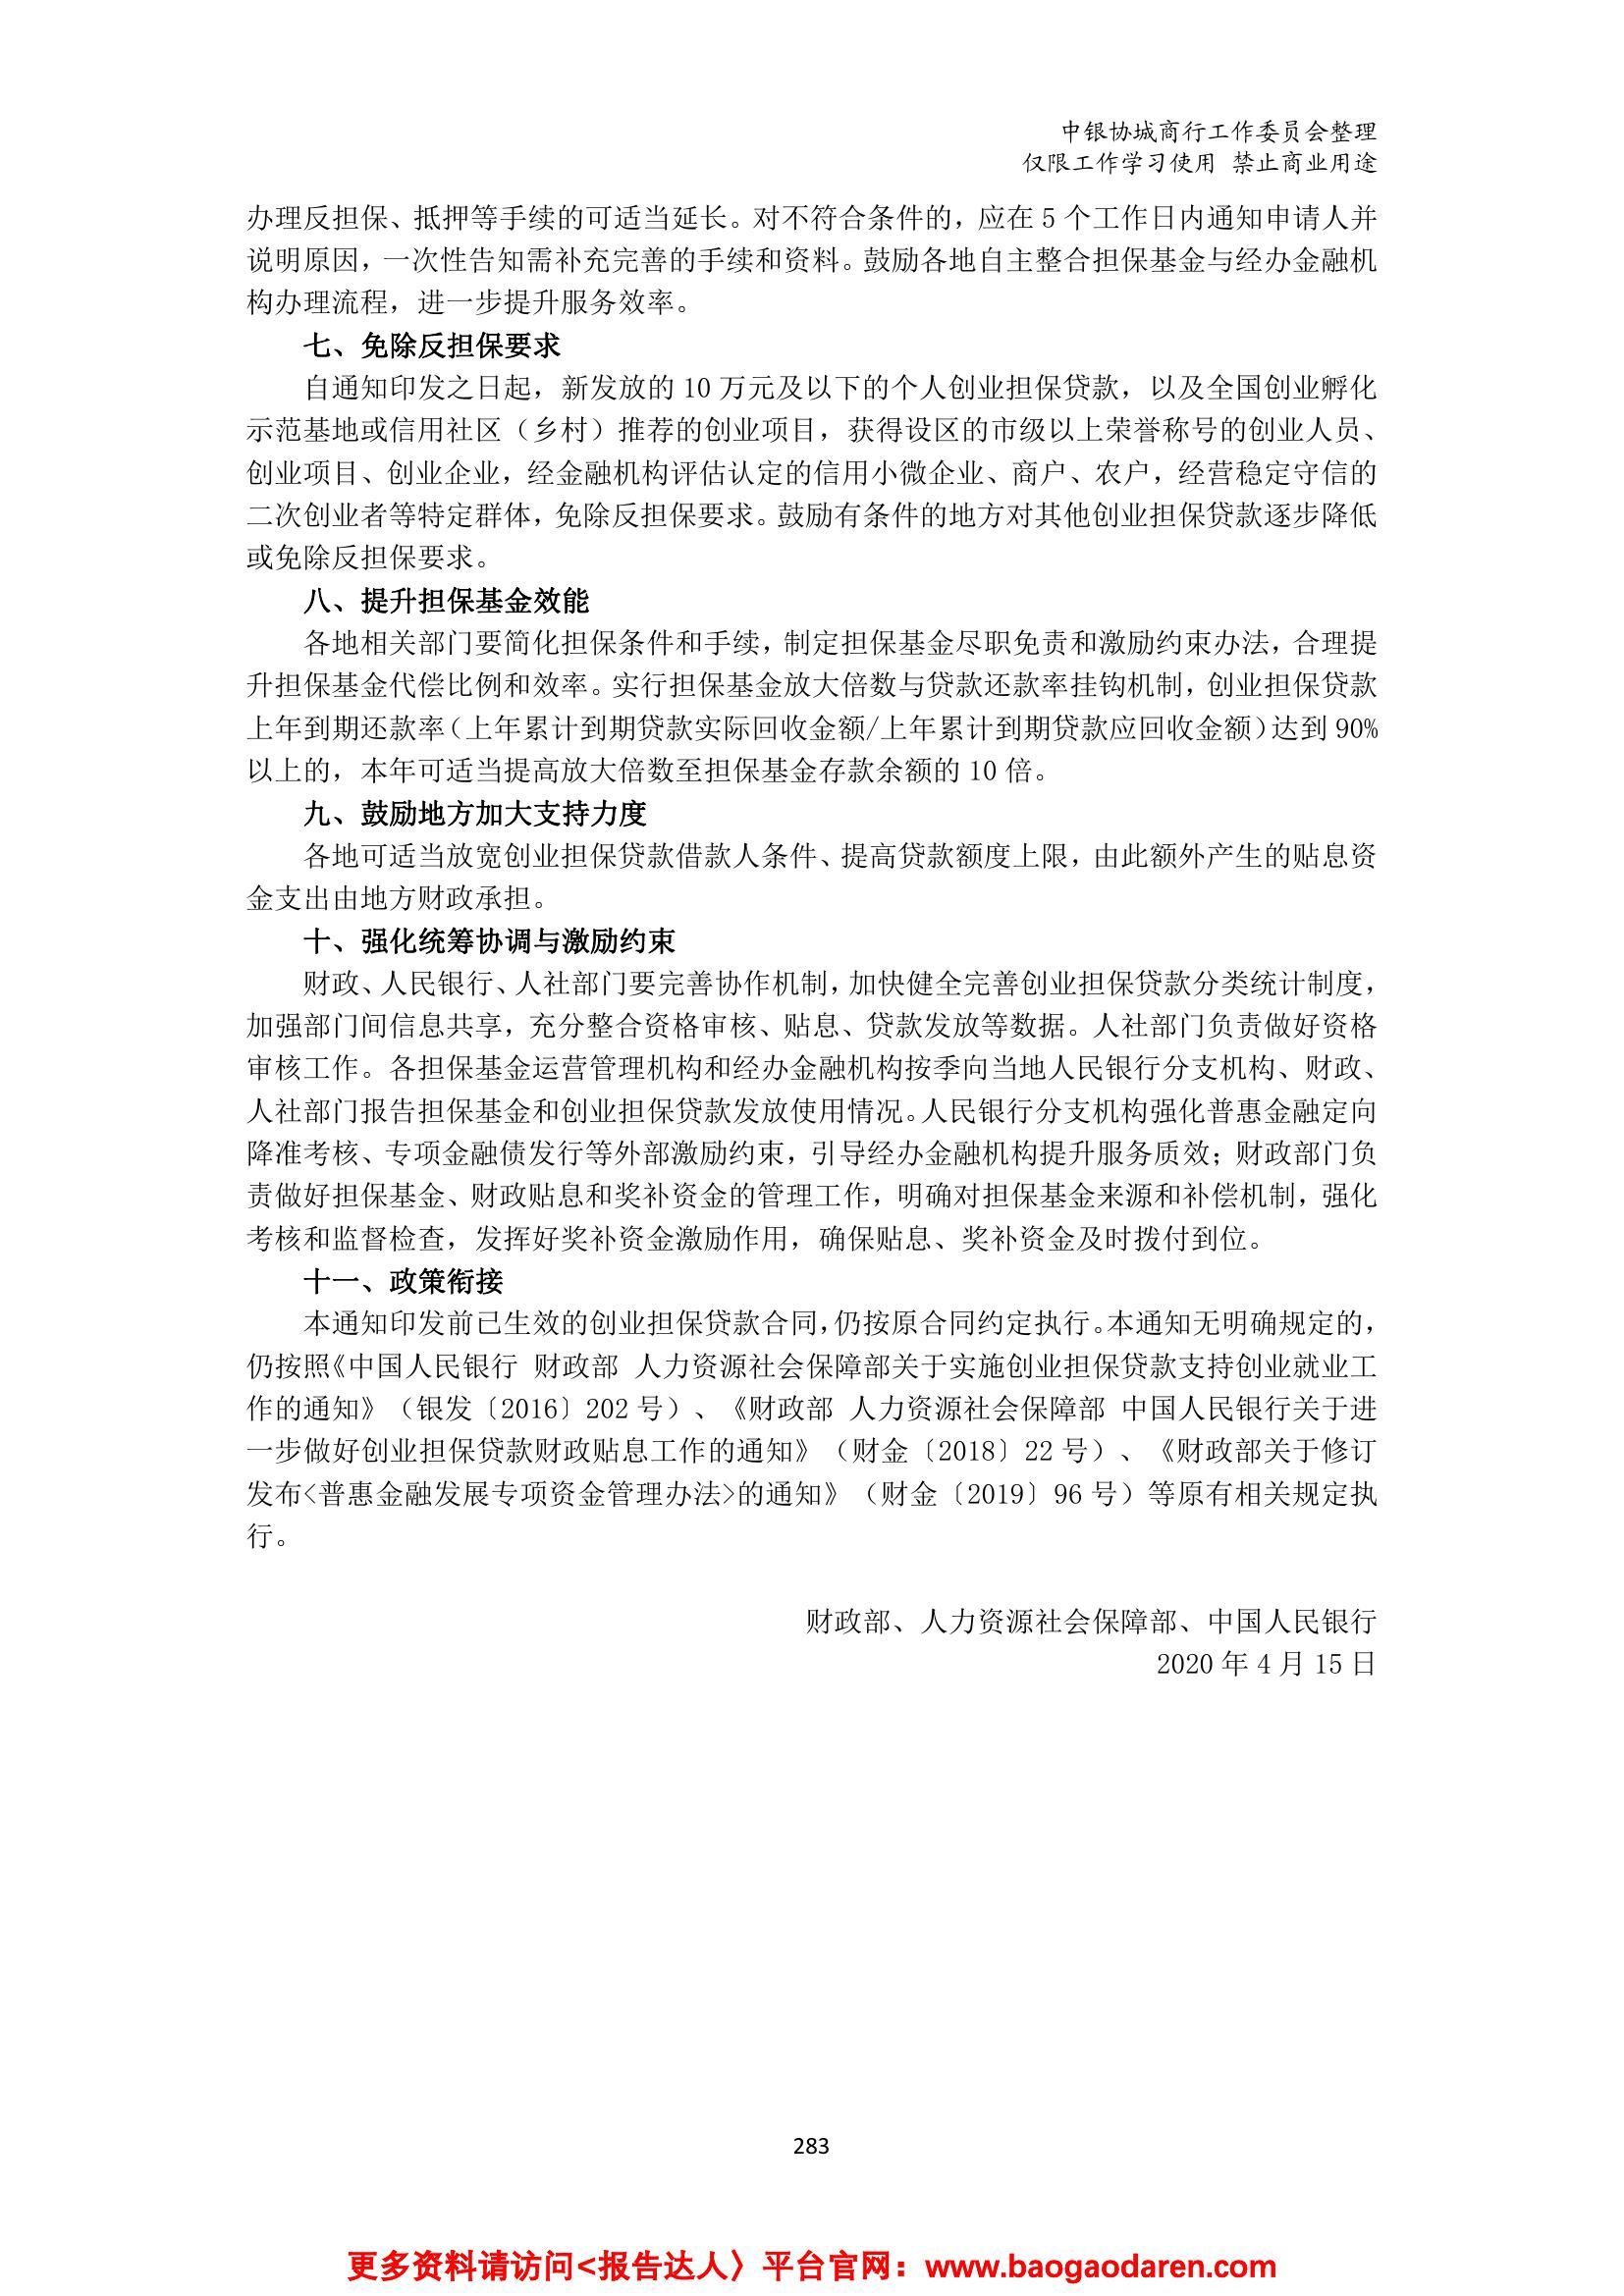 中银协城商行工作委员会整理
仅限工作学习使用 禁止商业用途
办理反担保、抵押等手续的可适当延长。对不符合条件的，应在 5 个工作日内通知申请人并
说明原因，一次性告知需补充完善的手续和资料。鼓励各地自主整合担保基金与经办金融机
构办理流程，进一步提升服务效率。
七、免除反担保要求
自通知印发之日起，新发放的 10 万元及以下的个人创业担保贷款，以及全国创业孵化
示范基地或信用社区（乡村）推荐的创业项目，获得设区的市级以上荣誉称号的创业人员、
创业项目、创业企业，经金融机构评估认定的信用小微企业、商户、农户，经营稳定守信的
二次创业者等特定群体，免除反担保要求。鼓励有条件的地方对其他创业担保贷款逐步降低
或免除反担保要求。
八、提升担保基金效能
各地相关部门要简化担保条件和手续，制定担保基金尽职免责和激励约束办法，合理提
升担保基金代偿比例和效率。实行担保基金放大倍数与贷款还款率挂钩机制，创业担保贷款
上年到期还款率（上年累计到期贷款实际回收金额/上年累计到期贷款应回收金额）达到 90%
以上的，本年可适当提高放大倍数至担保基金存款余额的 10 倍。
九、鼓励地方加大支持力度
各地可适当放宽创业担保贷款借款人条件、提高贷款额度上限，由此额外产生的贴息资
金支出由地方财政承担。
十、强化统筹协调与激励约束
财政、人民银行、人社部门要完善协作机制，加快健全完善创业担保贷款分类统计制度，
加强部门间信息共享，充分整合资格审核、贴息、贷款发放等数据。人社部门负责做好资格
审核工作。各担保基金运营管理机构和经办金融机构按季向当地人民银行分支机构、财政、
人社部门报告担保基金和创业担保贷款发放使用情况。人民银行分支机构强化普惠金融定向
降准考核、专项金融债发行等外部激励约束，引导经办金融机构提升服务质效；财政部门负
责做好担保基金、财政贴息和奖补资金的管理工作，明确对担保基金来源和补偿机制，强化
考核和监督检查，发挥好奖补资金激励作用，确保贴息、奖补资金及时拨付到位。
十一、政策衔接
本通知印发前已生效的创业担保贷款合同，仍按原合同约定执行。本通知无明确规定的，
仍按照《中国人民银行 财政部 人力资源社会保障部关于实施创业担保贷款支持创业就业工
作的通知》（银发〔2016〕202 号）、《财政部 人力资源社会保障部 中国人民银行关于进
一步做好创业担保贷款财政贴息工作的通知》（财金〔2018〕22 号）、《财政部关于修订
发布<普惠金融发展专项资金管理办法>的通知》（财金〔2019〕96 号）等原有相关规定执
行。
财政部、人力资源社会保障部、中国人民银行
2020 年 4 月 15 日
283
更多资料请访问<报告达人〉平台官网：www.baogaodaren.com